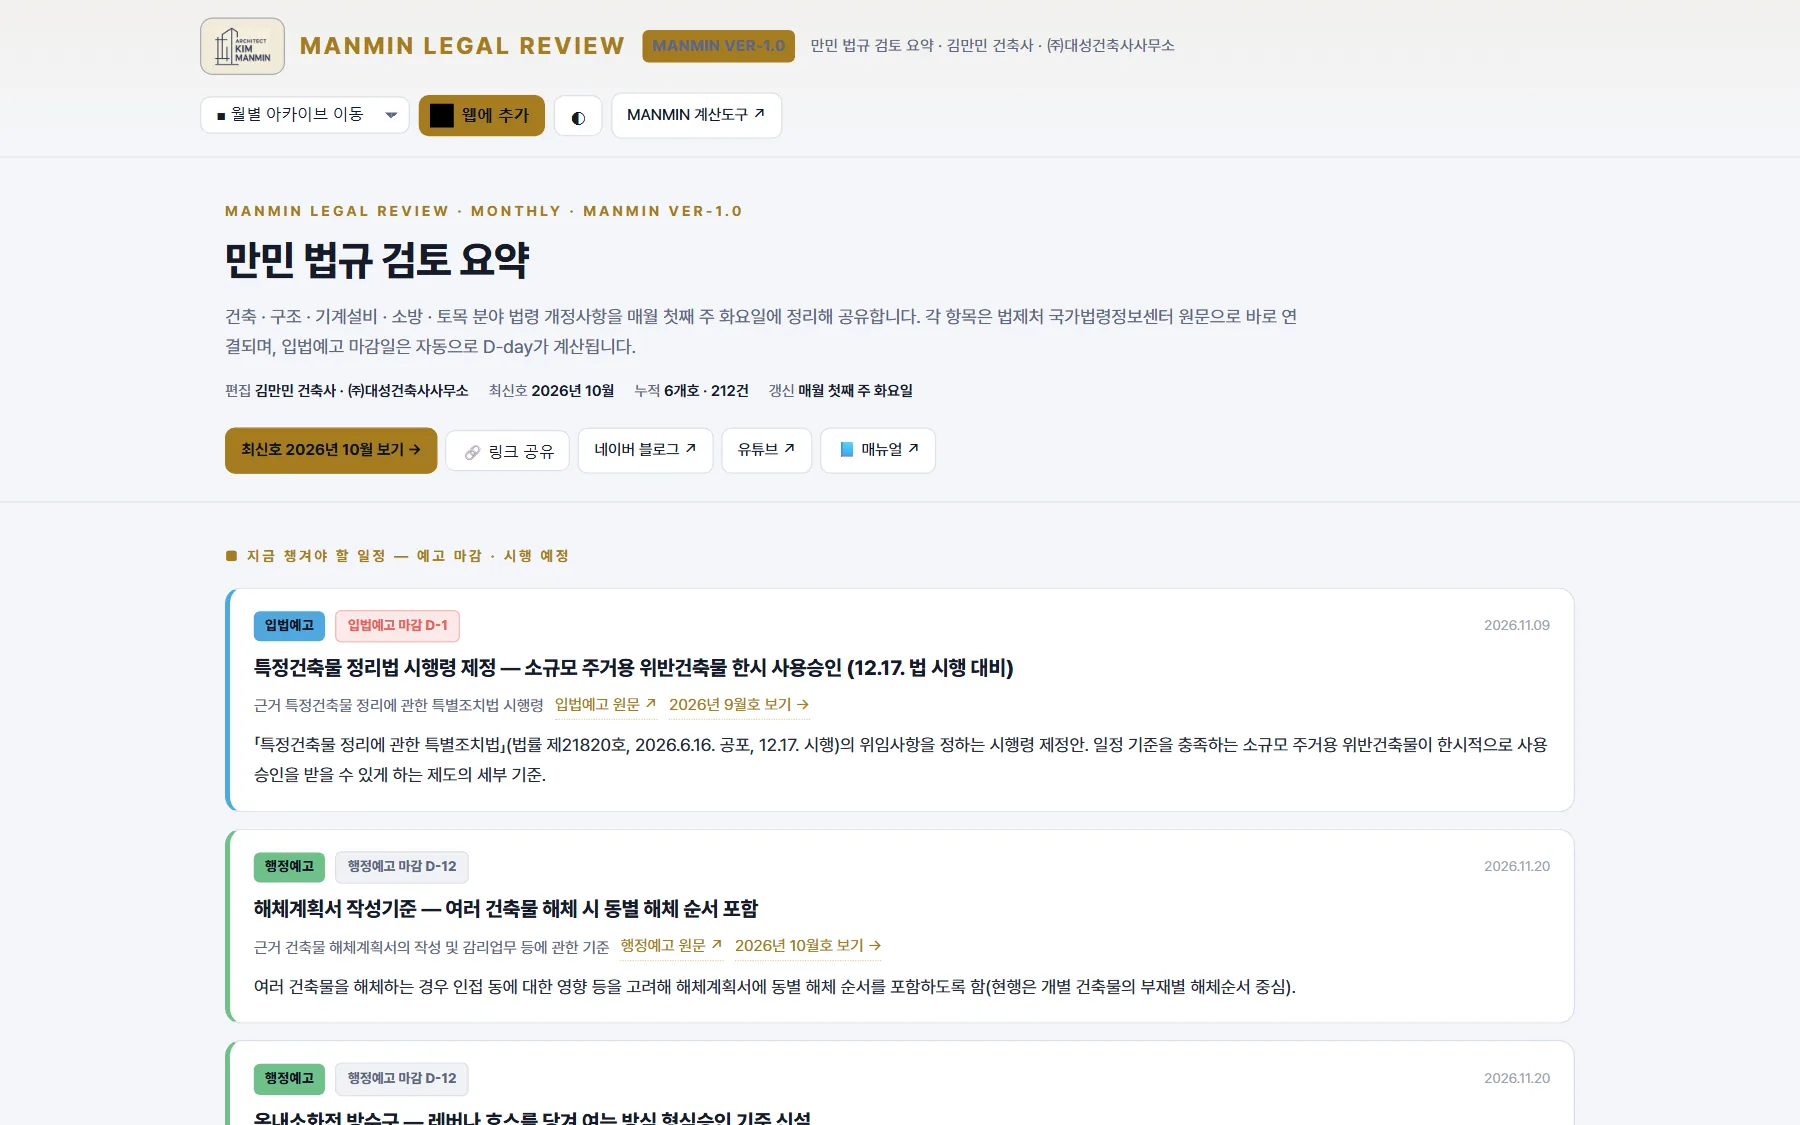 ARCHITECT
KIM
MANMIN
MANMIN LEGAL REVIEW
MANMIN VER-1.0
만민 법규 검토 요약 · 김만민 건축사 · ㈜대성건축사사무소
■ 월별 아카이브 이동
웹에 추가
MANMIN 계산도구 ↗
MANMIN LEGAL REVIEW · MONTHLY · MANMIN VER-1.0
만민 법규 검토 요약
건축 · 구조 · 기계설비 · 소방 · 토목 분야 법령 개정사항을 매월 첫째 주 화요일에 정리해 공유합니다. 각 항목은 법제처 국가법령정보센터 원문으로 바로 연
결되며, 입법예고 마감일은 자동으로 D-day가 계산됩니다.
편집 김만민 건축사 · ㈜대성건축사사무소 최신호 2026년 10월 누적 6개호 · 212건 갱신 매월 첫째 주 화요일
최신호 2026년 10월 보기 →
🔗 링크 공유
네이버 블로그 ↗
유튜브 ↗
📘 매뉴얼 ↗
지금 챙겨야 할 일정 — 예고 마감 · 시행 예정
입법예고 입법예고 마감 D-1 2026.11.09
특정건축물 정리법 시행령 제정 — 소규모 주거용 위반건축물 한시 사용승인 (12.17. 법 시행 대비)
근거 특정건축물 정리에 관한 특별조치법 시행령 입법예고 원문 ↗ 2026년 9월호 보기 →
「특정건축물 정리에 관한 특별조치법」(법률 제21820호, 2026.6.16. 공포, 12.17. 시행)의 위임사항을 정하는 시행령 제정안. 일정 기준을 충족하는 소규모 주거용 위반건축물이 한시적으로 사용
승인을 받을 수 있게 하는 제도의 세부 기준.
행정예고 행정예고 마감 D-12 2026.11.20
해체계획서 작성기준 — 여러 건축물 해체 시 동별 해체 순서 포함
근거 건축물 해체계획서의 작성 및 감리업무 등에 관한 기준 행정예고 원문 ↗ 2026년 10월호 보기 →
여러 건축물을 해체하는 경우 인접 동에 대한 영향 등을 고려해 해체계획서에 동별 해체 순서를 포함하도록 함(현행은 개별 건축물의 부재별 해체순서 중심).
행정예고 행정예고 마감 D-12 2026.11.20
옥내소화전 방수구 — 레버나 호스를 당겨 여는 방식 형식승인 기준 신설